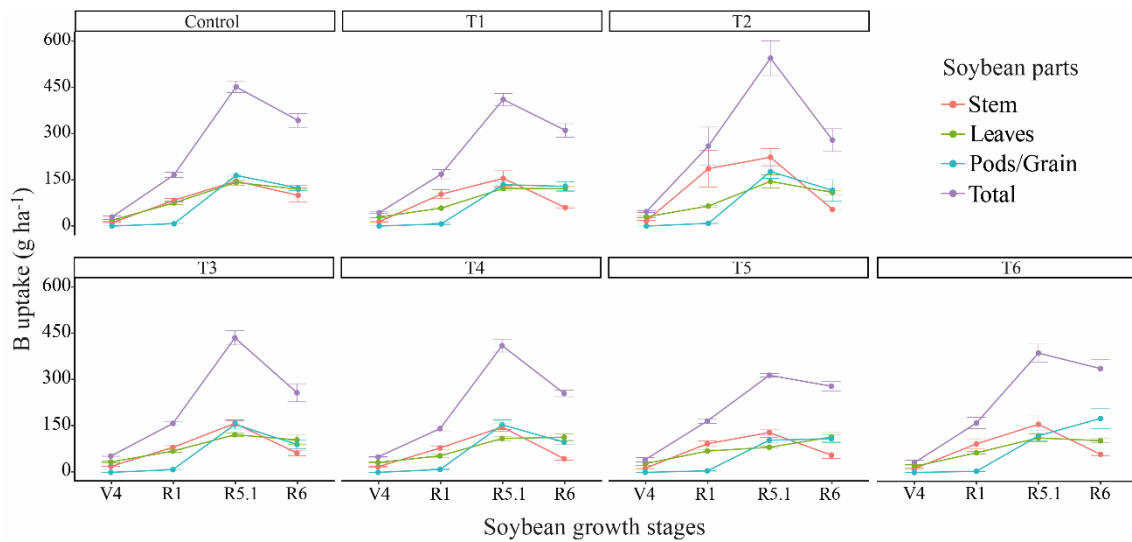 Control
T1
T2
600
450
300
150
0
Soybean parts
Stem
Leaves
Pods/Grain
Total
B uptake (g ha⁻¹)
T3
T4
T5
T6
600
450
300
150
0
V4 R1 R5.1 R6
V4 R1 R5.1 R6
V4 R1 R5.1 R6
V4 R1 R5.1 R6
Soybean growth stages